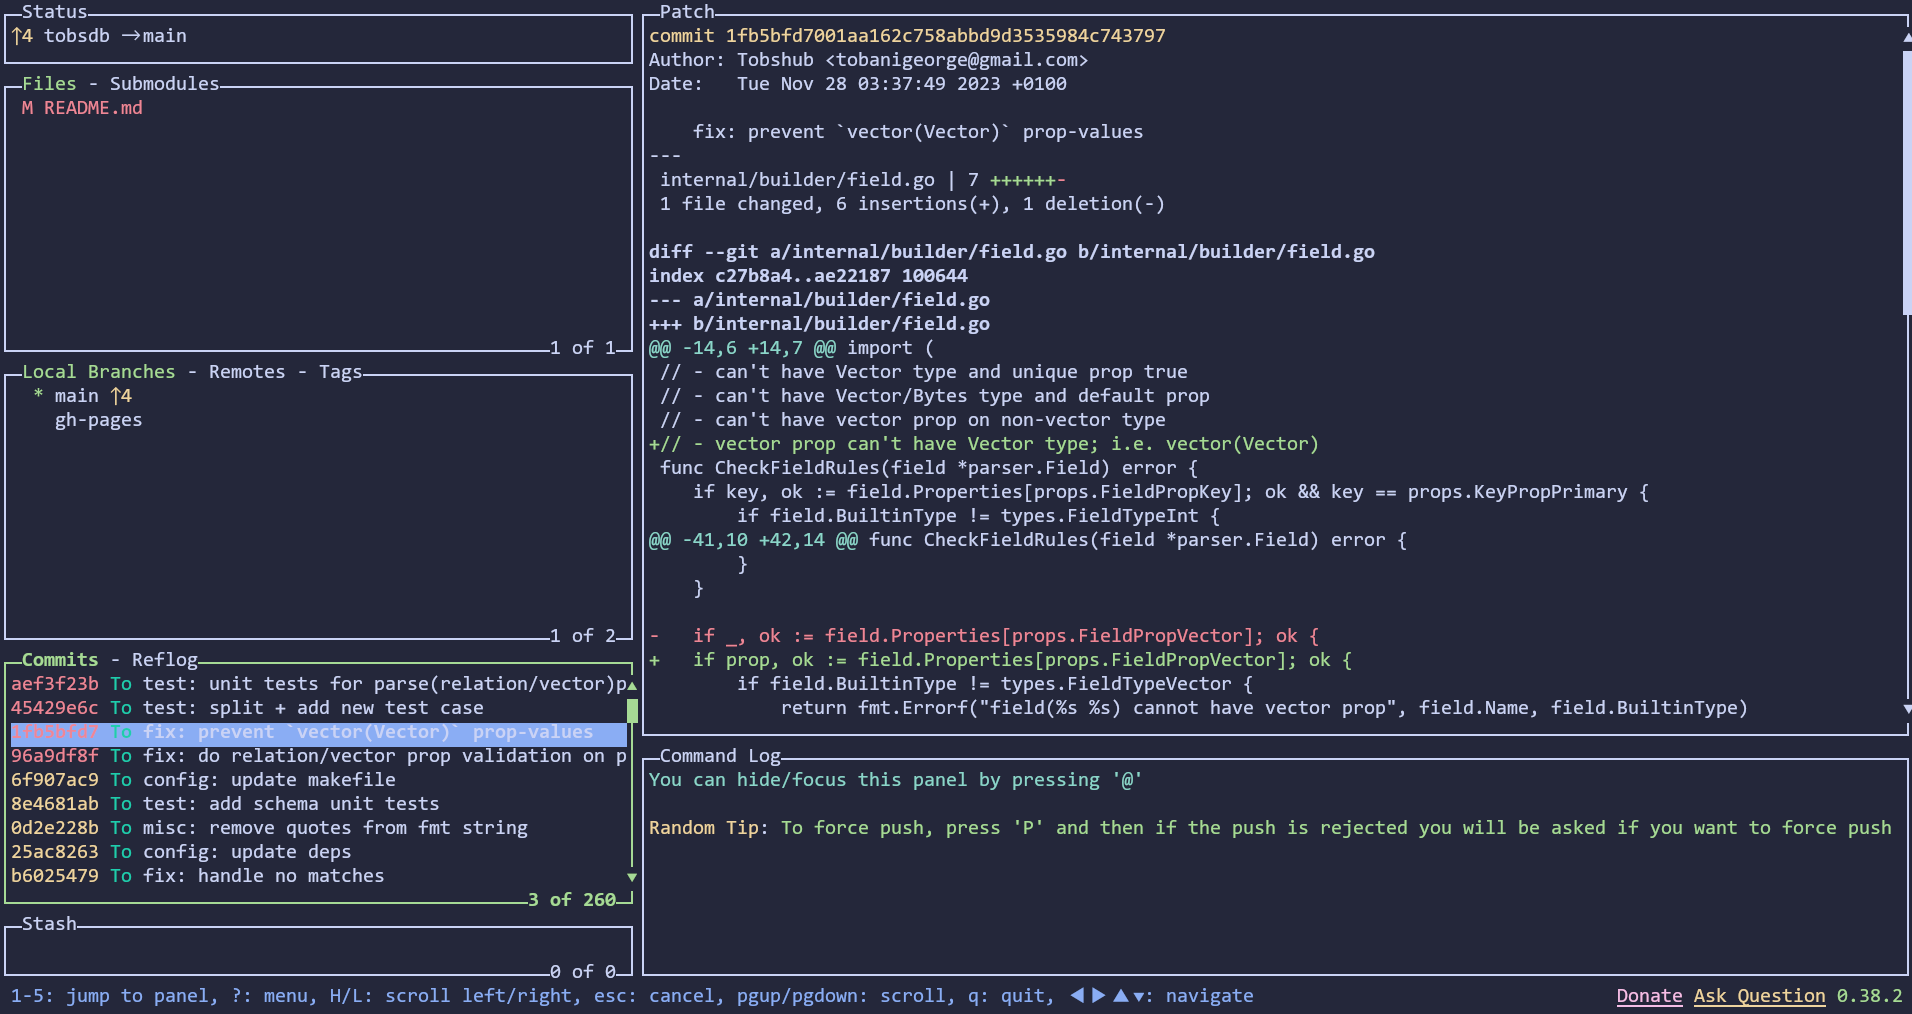 Status
↑4 tobsdb →main
Files - Submodules
M README.md
1 of 1
Local Branches - Remotes - Tags
* main ↑4
gh-pages
1 of 2
Commits - Reflog
aef3f23b To test: unit tests for parse(relation/vector)p
45429e6c To test: split + add new test case
1fb5bfd7 To fix: prevent `vector(Vector)` prop-values
96a9df8f To fix: do relation/vector prop validation on p
6f907ac9 To config: update makefile
8e4681ab To test: add schema unit tests
0d2e228b To misc: remove quotes from fmt string
25ac8263 To config: update deps
b6025479 To fix: handle no matches
3 of 260
Stash
0 of 0
Patch
commit 1fb5bfd7001aa162c758abbd9d3535984c743797
Author: Tobshub <tobanigeorge@gmail.com>
Date:   Tue Nov 28 03:37:49 2023 +0100
    fix: prevent `vector(Vector)` prop-values
---
 internal/builder/field.go | 7 ++++++-
 1 file changed, 6 insertions(+), 1 deletion(-)
diff --git a/internal/builder/field.go b/internal/builder/field.go
index c27b8a4..ae22187 100644
--- a/internal/builder/field.go
+++ b/internal/builder/field.go
@@ -14,6 +14,7 @@ import (
 // - can't have Vector type and unique prop true
 // - can't have Vector/Bytes type and default prop
 // - can't have vector prop on non-vector type
+// - vector prop can't have Vector type; i.e. vector(Vector)
 func CheckFieldRules(field *parser.Field) error {
    if key, ok := field.Properties[props.FieldPropKey]; ok && key == props.KeyPropPrimary {
        if field.BuiltinType != types.FieldTypeInt {
@@ -41,10 +42,14 @@ func CheckFieldRules(field *parser.Field) error {
        }
    }
-   if _, ok := field.Properties[props.FieldPropVector]; ok {
+   if prop, ok := field.Properties[props.FieldPropVector]; ok {
        if field.BuiltinType != types.FieldTypeVector {
            return fmt.Errorf("field(%s %s) cannot have vector prop", field.Name, field.BuiltinType)
Command Log
You can hide/focus this panel by pressing '@'
Random Tip: To force push, press 'P' and then if the push is rejected you will be asked if you want to force push
1-5: jump to panel, ?: menu, H/L: scroll left/right, esc: cancel, pgup/pgdown: scroll, q: quit, ◀▶▲▼: navigate
Donate Ask Question 0.38.2